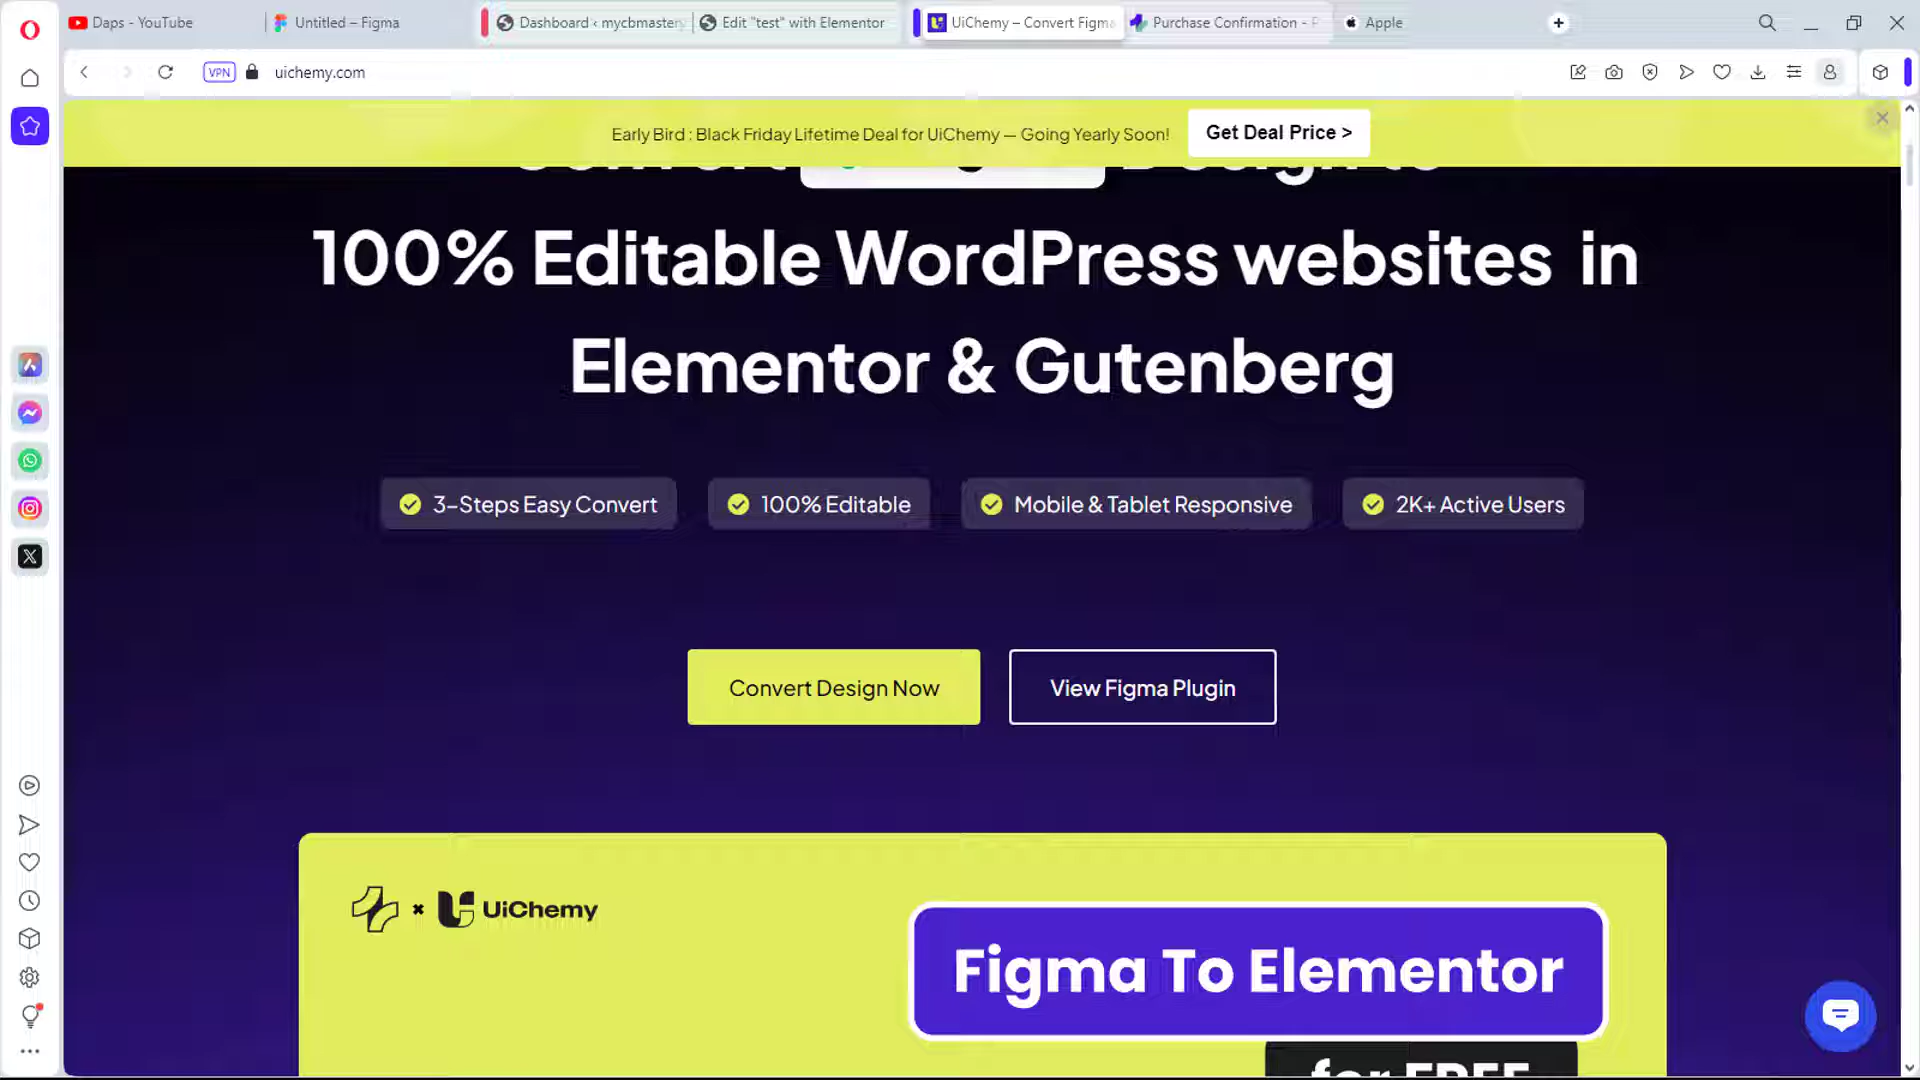 Daps - YouTube
Untitled – Figma
Dashboard ‹ mycbmastery
Edit "test" with Elementor
UiChemy – Convert Figma
Purchase Confirmation - P
Apple
VPN
uichemy.com
Early Bird : Black Friday Lifetime Deal for UiChemy — Going Yearly Soon!
Get Deal Price >
100% Editable WordPress websites in
Elementor & Gutenberg
3-Steps Easy Convert
100% Editable
Mobile & Tablet Responsive
2K+ Active Users
Convert Design Now
View Figma Plugin
UiChemy
Figma To Elementor
for FREE